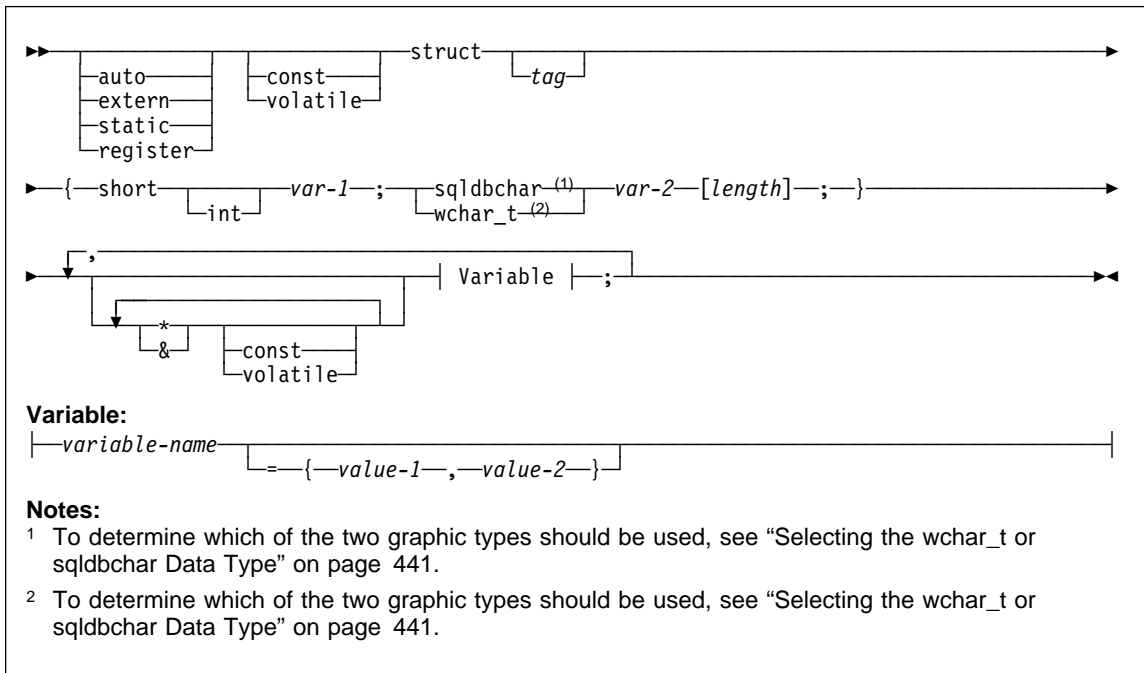 struct
auto const tag
extern volatile
static
register
{ short var-1 ; sqldbchar (1) var-2 [length] ; }
int wchar_t (2)
,
Variable ;
*
& const
volatile
Variable:
variable-name
= { value-1 , value-2 }
Notes:
1 To determine which of the two graphic types should be used, see “Selecting the wchar_t or
sqldbchar Data Type” on page 441.
2 To determine which of the two graphic types should be used, see “Selecting the wchar_t or
sqldbchar Data Type” on page 441.